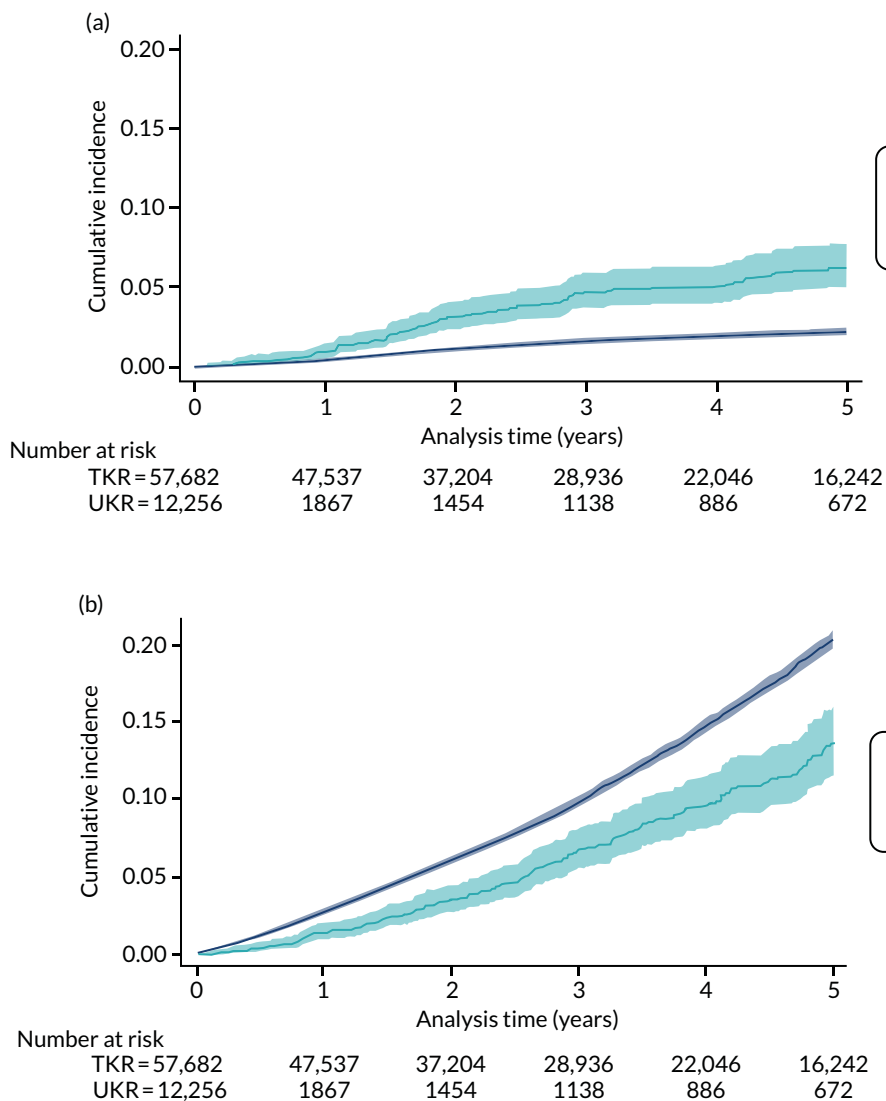 (a)
0.20
0.15
0.10
0.05
0.00
Cumulative incidence
0 1 2 3 4 5
Analysis time (years)
Number at risk
TKR = 57,682 47,537 37,204 28,936 22,046 16,242
UKR = 12,256 1867 1454 1138 886 672
(b)
0.20
0.15
0.10
0.05
0.00
Cumulative incidence
0 1 2 3 4 5
Analysis time (years)
Number at risk
TKR = 57,682 47,537 37,204 28,936 22,046 16,242
UKR = 12,256 1867 1454 1138 886 672